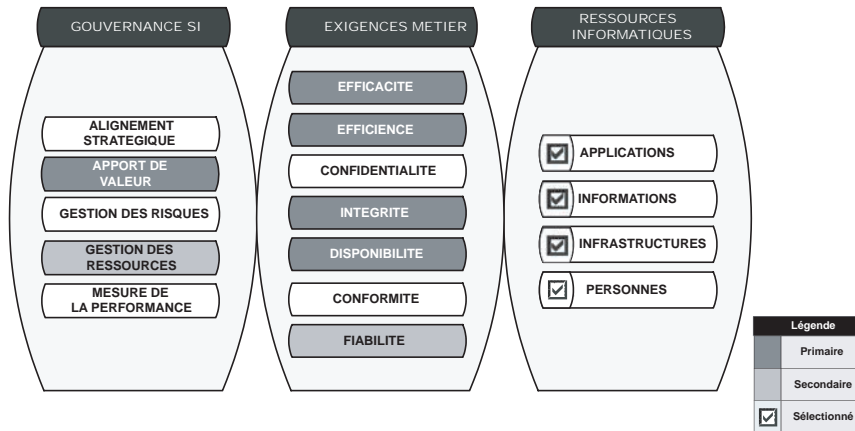 GOUVERNANCE SI
ALIGNEMENT
STRATEGIQUE
APPORT DE
VALEUR
GESTION DES RISQUES
GESTION DES
RESSOURCES
MESURE DE
LA PERFORMANCE
EXIGENCES METIER
EFFICACITE
EFFICIENCE
CONFIDENTIALITE
INTEGRITE
DISPONIBILITE
CONFORMITE
FIABILITE
RESSOURCES
INFORMATIQUES
APPLICATIONS
INFORMATIONS
INFRASTRUCTURES
PERSONNES
Légende
Primaire
Secondaire
Sélectionné